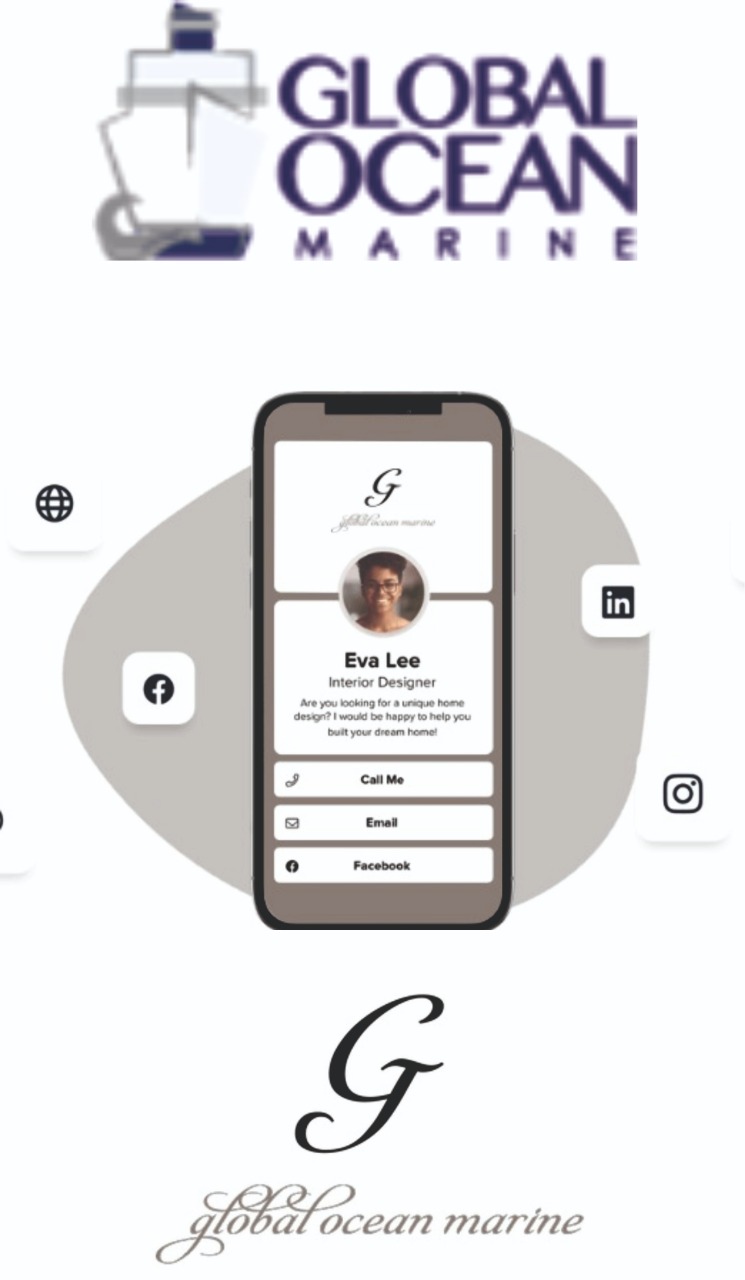 GLOBAL
OCEAN
MARINE
G
global ocean marine
in
Eva Lee
Interior Designer
Are you looking for a unique home
design? I would be happy to help you
built your dream home!
Call Me
Email
Facebook
G
global ocean marine